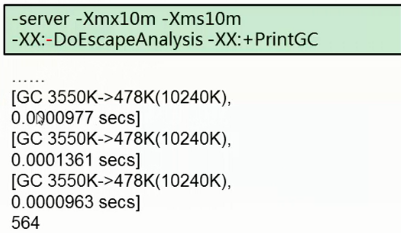 -server -Xmx10m -Xms10m
-XX:-DoEscapeAnalysis -XX:+PrintGC
......
[GC 3550K->478K(10240K),
0.0000977 secs]
[GC 3550K->478K(10240K),
0.0001361 secs]
[GC 3550K->478K(10240K),
0.0000963 secs]
564